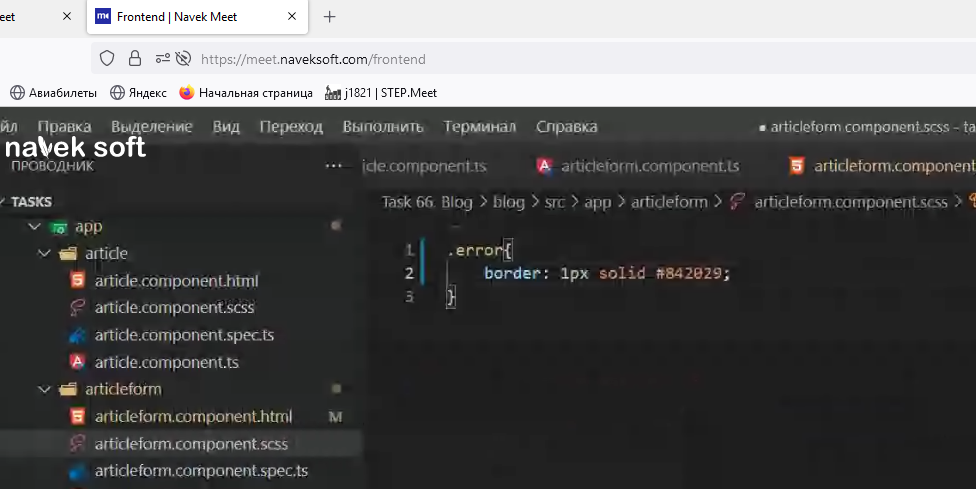 eet
Frontend | Navek Meet
https://meet.naveksoft.com/frontend
Авиабилеты Яндекс Начальная страница j1821 | STEP.Meet
йл Правка Выделение Вид Переход Выполнить Терминал Справка articleform.component.scss - ta
navek soft
ПРОВОДНИК ... icle.component.ts articleform.component.ts articleform.component
TASKS
Task 66. Blog > blog > src > app > articleform > articleform.component.scss >
app
article
article.component.html
article.component.scss
article.component.spec.ts
article.component.ts
articleform
articleform.component.html M
articleform.component.scss
articleform.component.spec.ts
1 .error{
2 border: 1px solid #842029;
3 }